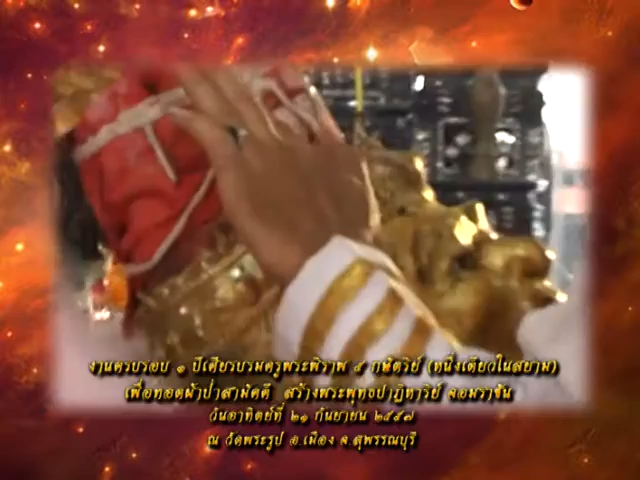 งานครบรอบ ๑ ปีเศียรบรมครูพระพิราพ ๙ กษัตริย์ (หนึ่งเดียวในสยาม)
เพื่อทอดผ้าป่าสามัคคี สร้างพระพุทธปาฏิหาริย์ จอมราชัน
วันอาทิตย์ที่ ๒๑ กันยายน ๒๕๕๗
ณ วัดพระรูป อ.เมือง จ.สุพรรณบุรี